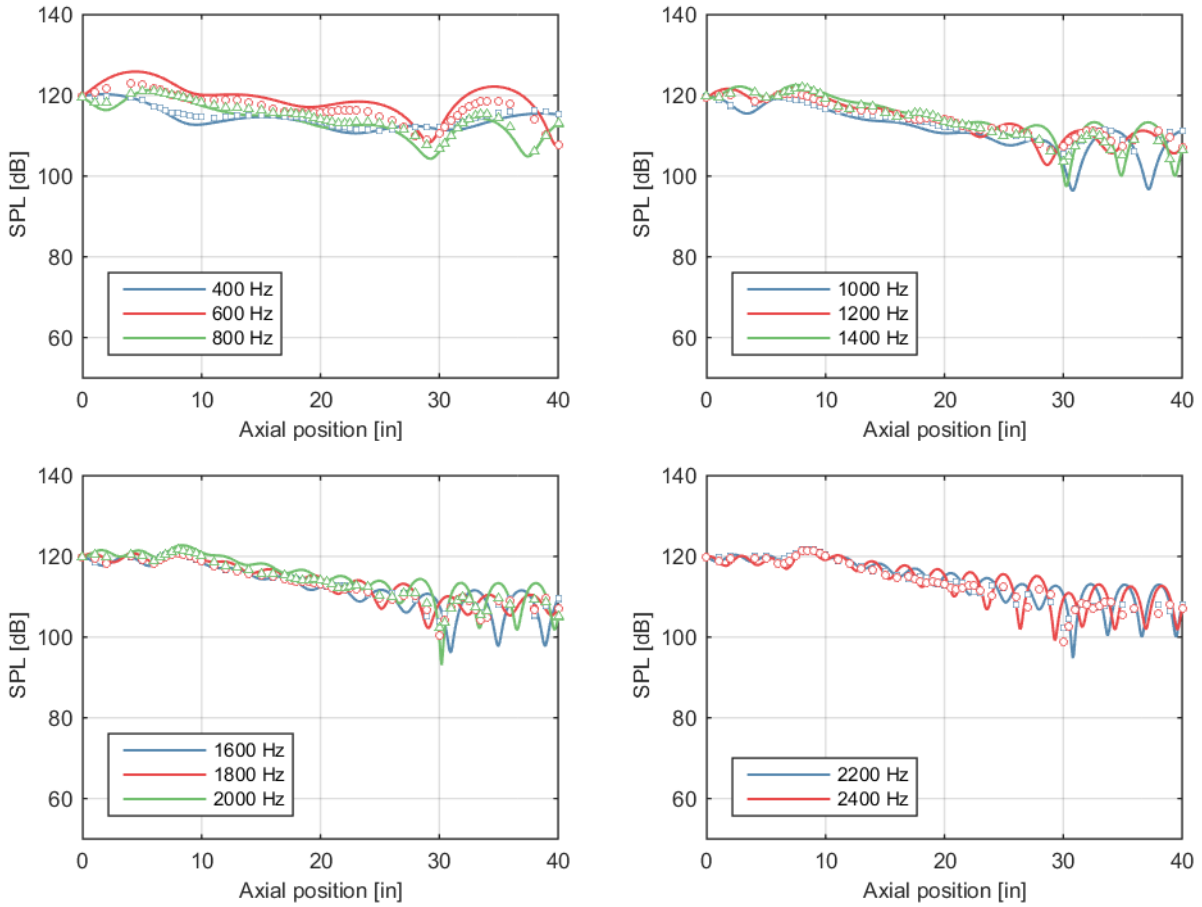 140
120
100
80
60
SPL [dB]
400 Hz
600 Hz
800 Hz
0 10 20 30 40
Axial position [in]
140
120
100
80
60
SPL [dB]
1000 Hz
1200 Hz
1400 Hz
0 10 20 30 40
Axial position [in]
140
120
100
80
60
SPL [dB]
1600 Hz
1800 Hz
2000 Hz
0 10 20 30 40
Axial position [in]
140
120
100
80
60
SPL [dB]
2200 Hz
2400 Hz
0 10 20 30 40
Axial position [in]